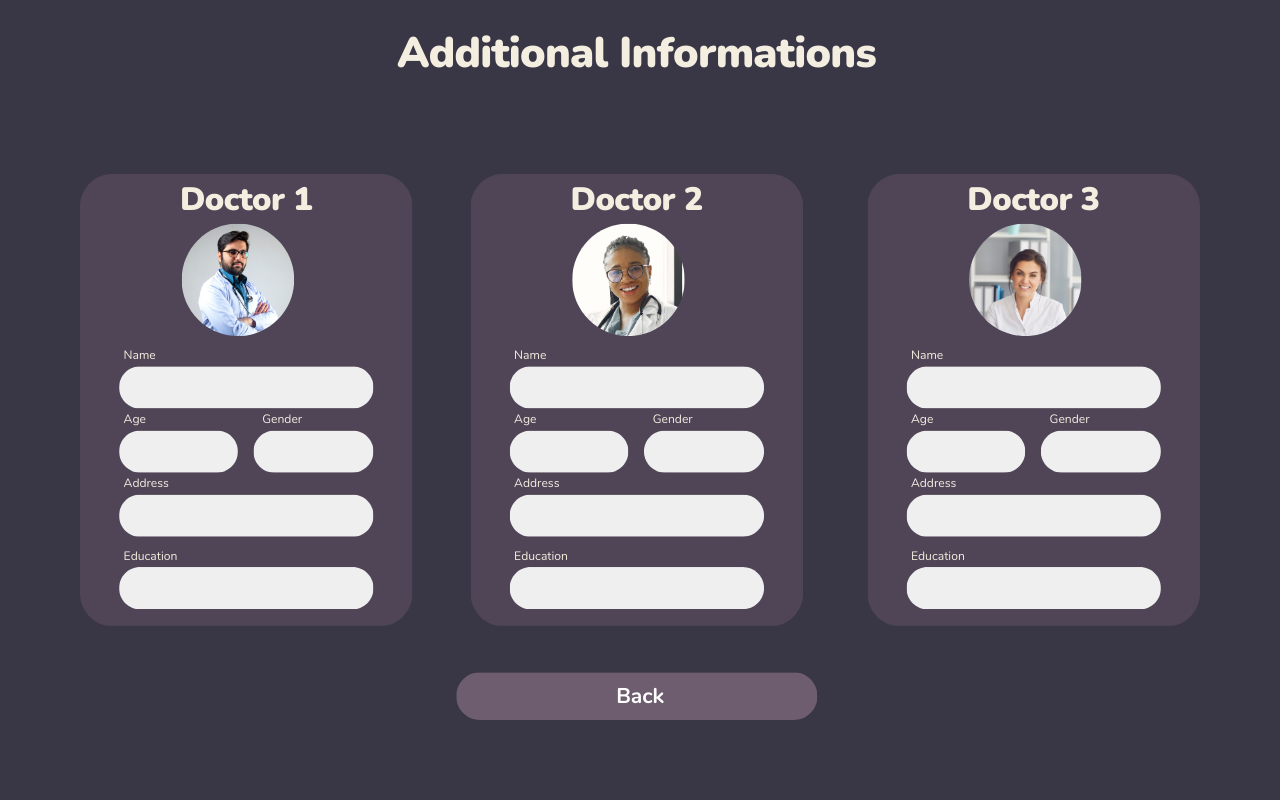 Additional Informations
Doctor 1
Name
Age Gender
Address
Education
Doctor 2
Name
Age Gender
Address
Education
Doctor 3
Name
Age Gender
Address
Education
Back